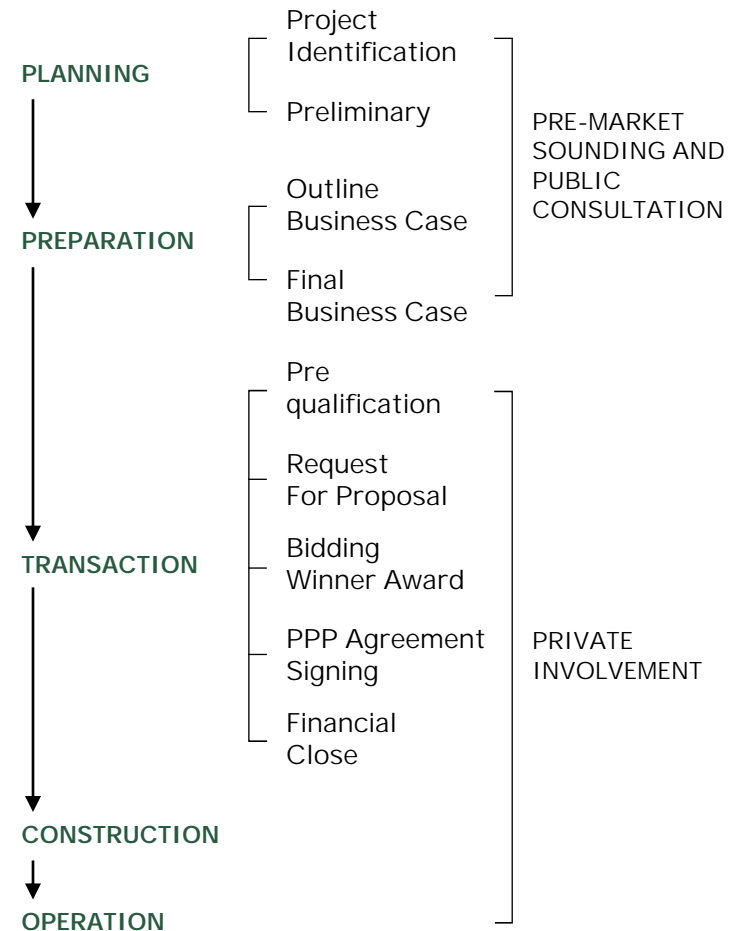 PLANNING
Project
Identification
Preliminary
PREPARATION
Outline
Business Case
Final
Business Case
PRE-MARKET
SOUNDING AND
PUBLIC
CONSULTATION
TRANSACTION
Pre
qualification
Request
For Proposal
Bidding
Winner Award
PPP Agreement
Signing
Financial
Close
PRIVATE
INVOLVEMENT
CONSTRUCTION
OPERATION